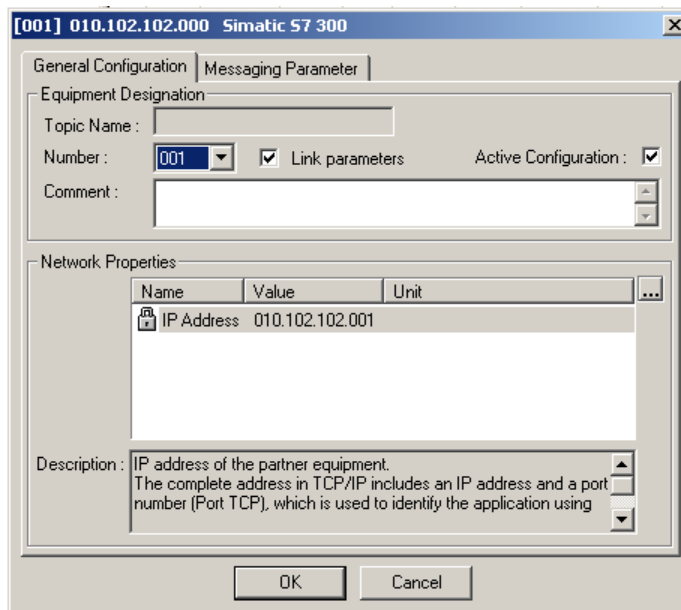 [001] 010.102.102.000 Simatic S7 300
General Configuration Messaging Parameter
Equipment Designation
Topic Name :
Number : 001 Link parameters Active Configuration :
Comment :
Network Properties
Name Value Unit ...
IP Address 010.102.102.001
Description : IP address of the partner equipment.
The complete address in TCP/IP includes an IP address and a port
number (Port TCP), which is used to identify the application using
OK Cancel